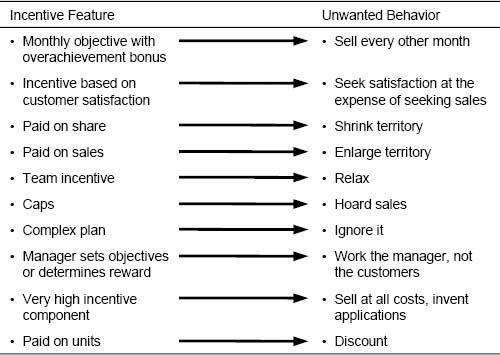 Incentive Feature Unwanted Behavior
• Monthly objective with • Sell every other month
overachievement bonus
• Incentive based on • Seek satisfaction at the
customer satisfaction expense of seeking sales
• Paid on share • Shrink territory
• Paid on sales • Enlarge territory
• Team incentive • Relax
• Caps • Hoard sales
• Complex plan • Ignore it
• Manager sets objectives • Work the manager, not
or determines reward the customers
• Very high incentive • Sell at all costs, invent
component applications
• Paid on units • Discount